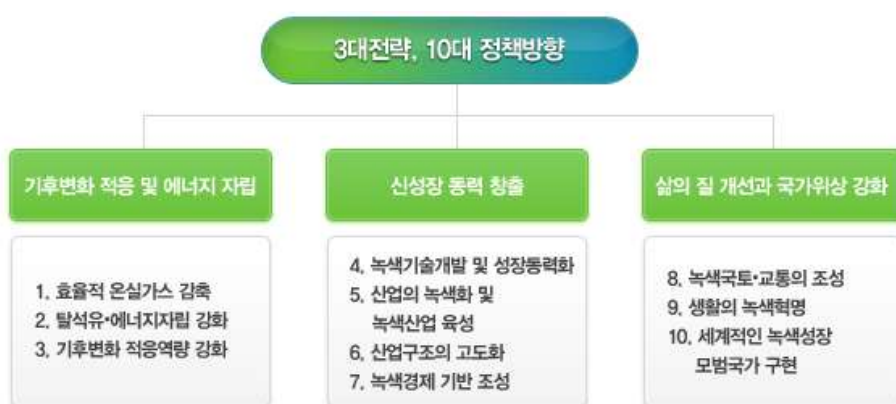 3대전략, 10대 정책방향
기후변화 적응 및 에너지 자립
1. 효율적 온실가스 감축
2. 탈석유•에너지자립 강화
3. 기후변화 적응역량 강화
신성장 동력 창출
4. 녹색기술개발 및 성장동력화
5. 산업의 녹색화 및
녹색산업 육성
6. 산업구조의 고도화
7. 녹색경제 기반 조성
삶의 질 개선과 국가위상 강화
8. 녹색국토•교통의 조성
9. 생활의 녹색혁명
10. 세계적인 녹색성장
모범국가 구현